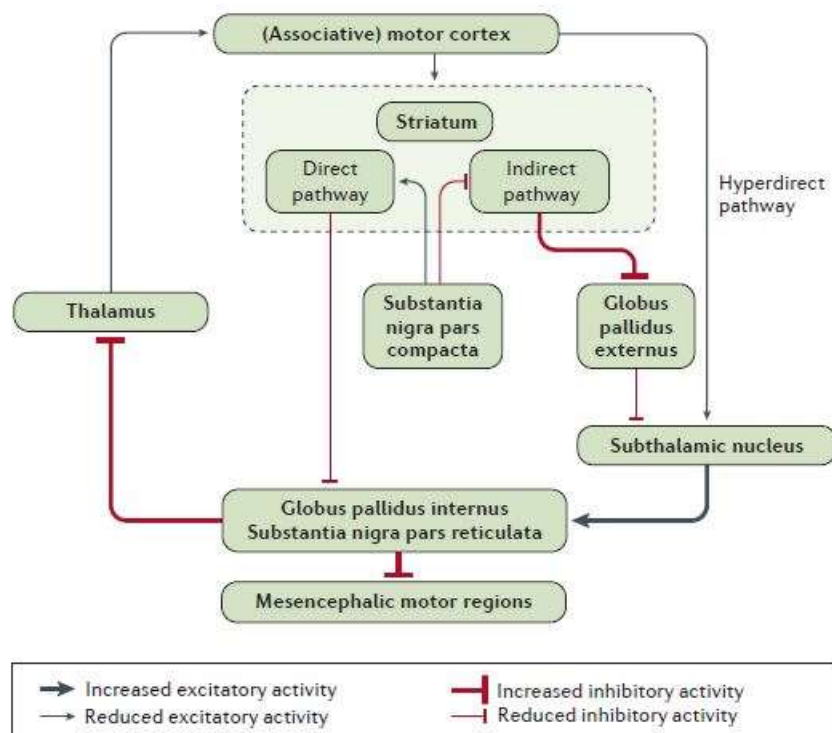 (Associative) motor cortex
Striatum
Direct
pathway
Indirect
pathway
Hyperdirect
pathway
Thalamus
Substantia
nigra pars
compacta
Globus
pallidus
externus
Subthalamic nucleus
Globus pallidus internus
Substantia nigra pars reticulata
Mesencephalic motor regions
Increased excitatory activity
Reduced excitatory activity
Increased inhibitory activity
Reduced inhibitory activity